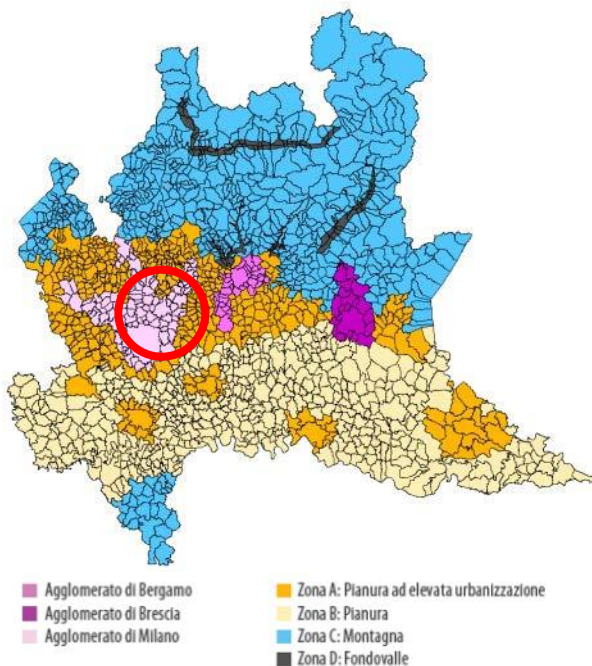 Agglomerato di Bergamo
Agglomerato di Brescia
Agglomerato di Milano
Zona A: Pianura ad elevata urbanizzazione
Zona B: Pianura
Zona C: Montagna
Zona D: Fondovalle